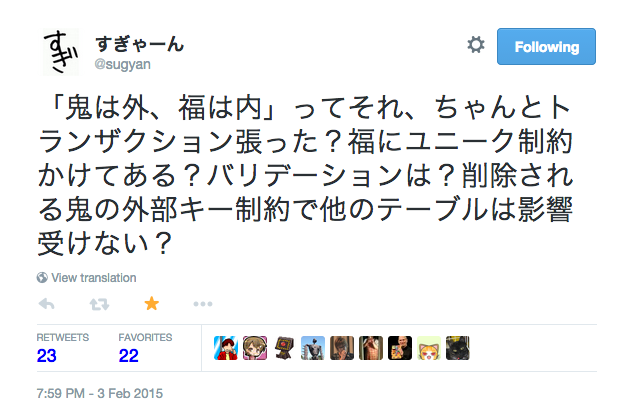 すぎ
すぎゃーん
@sugyan
Following
「鬼は外、福は内」ってそれ、ちゃんとト
ランザクション張った？福にユニーク制約
かけてある？バリデーションは？削除され
る鬼の外部キー制約で他のテーブルは影響
受けない？
View translation
RETWEETS
23
FAVORITES
22
7:59 PM - 3 Feb 2015